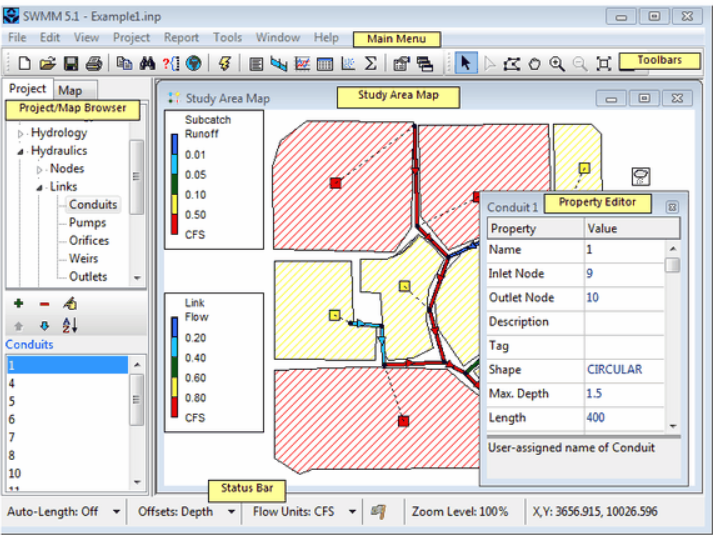 SWMM 5.1 - Example1.inp
File Edit View Project Report Tools Window Help
Main Menu
Toolbars
Project Map
Project/Map Browser
Hydrology
Hydraulics
Nodes
Links
Conduits
Pumps
Orifices
Weirs
Outlets
Conduits
1
4
5
6
7
8
10
11
Study Area Map
Study Area Map
Subcatch
Runoff
0.01
0.05
0.10
0.50
CFS
Link
Flow
0.20
0.40
0.60
0.80
CFS
Conduit 1
Property Editor
Property Value
Name 1
Inlet Node 9
Outlet Node 10
Description
Tag
Shape CIRCULAR
Max. Depth 1.5
Length 400
User-assigned name of Conduit
Status Bar
Auto-Length: Off Offsets: Depth Flow Units: CFS Zoom Level: 100% X,Y: 3656.915, 10026.596